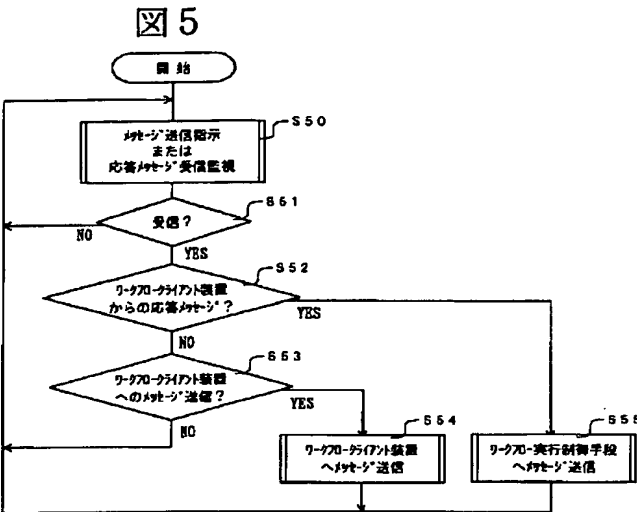 図5
開始
メッセージ送信指示
または
応答メッセージ受信監視
S50
受信?
S51
NO
YES
ワークフロークライアント装置
からの応答メッセージ?
S52
YES
NO
ワークフロークライアント装置
へのメッセージ送信?
S53
YES
NO
ワークフロークライアント装置
へメッセージ送信
S54
ワークフロー実行制御手段
へメッセージ送信
S55